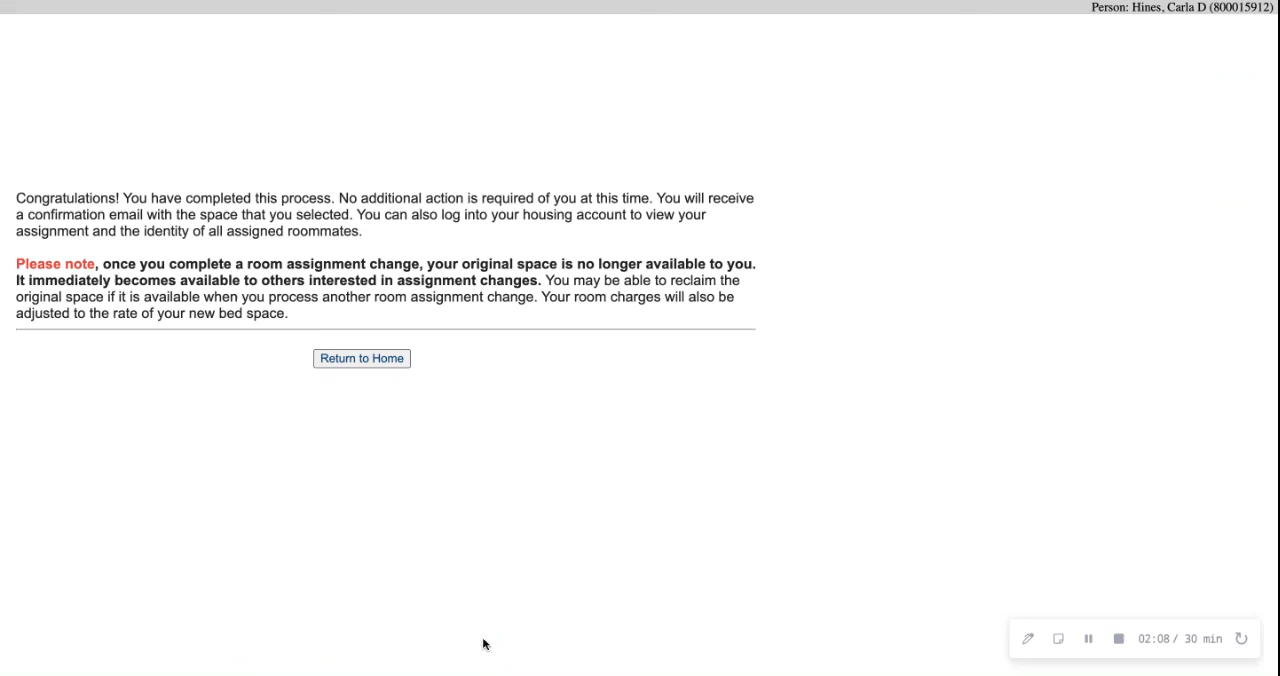 Person: Hines, Carla D (800015912)
Congratulations! You have completed this process. No additional action is required of you at this time. You will receive
a confirmation email with the space that you selected. You can also log into your housing account to view your
assignment and the identity of all assigned roommates.
Please note, once you complete a room assignment change, your original space is no longer available to you.
It immediately becomes available to others interested in assignment changes. You may be able to reclaim the
original space if it is available when you process another room assignment change. Your room charges will also be
adjusted to the rate of your new bed space.
Return to Home
02:08 / 30 min